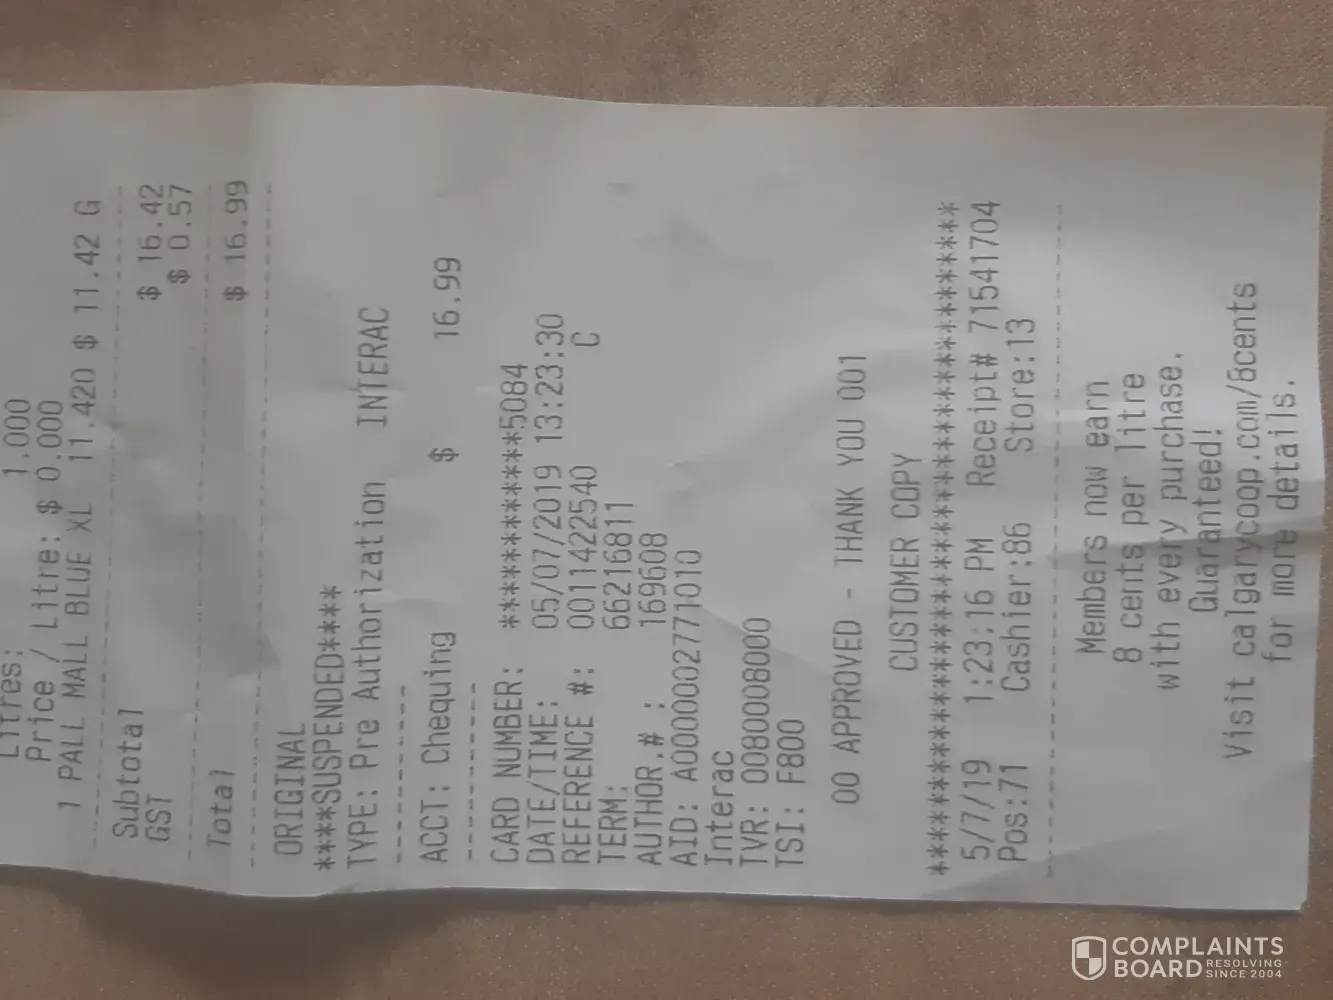 Litres: 1.000
Price / Litre: $ 0.000
1 PALL MALL BLUE XL 11.420 $ 11.42 G
Subtotal $ 16.42
GST $ 0.57
Total $ 16.99
ORIGINAL
****SUSPENDED****
TYPE: Pre Authorization INTERAC
ACCT: Chequing $ 16.99
CARD NUMBER: ************5084
DATE/TIME: 05/07/2019 13:23:30
REFERENCE #: 0011422540 C
TERM: 66216811
AUTHOR.# : 169608
AID: A0000002771010
Interac
TVR: 0080008000
TSI: F800
00 APPROVED - THANK YOU 001
CUSTOMER COPY
****************************************
5/7/19 1:23:16 PM Receipt# 71541704
Pos:71 Cashier:86 Store:13
Members now earn
8 cents per litre
with every purchase.
Guaranteed!
Visit calgarycoop.com/8cents
for more details.
COMPLAINTS
BOARD RESOLVING
SINCE 2004